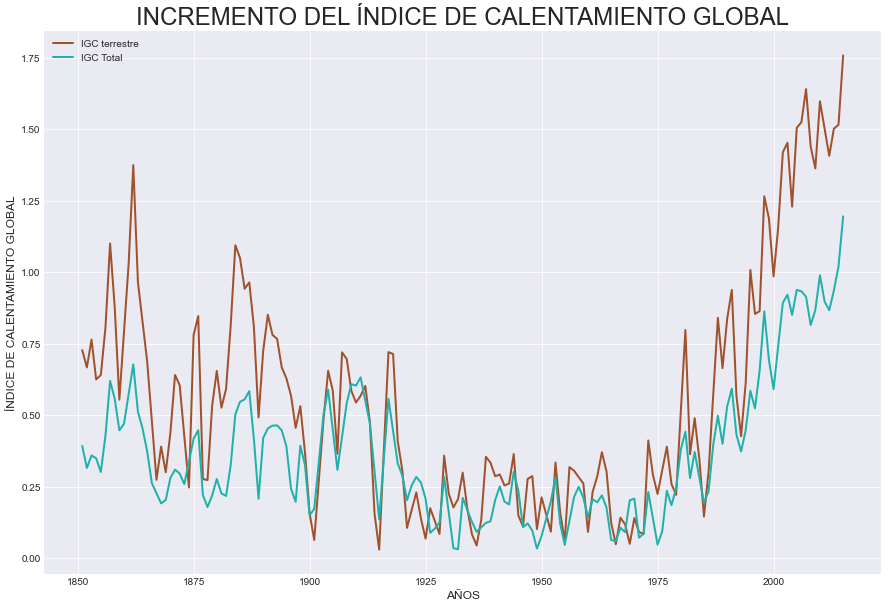 INCREMENTO DEL ÍNDICE DE CALENTAMIENTO GLOBAL
IGC terrestre
IGC Total
ÍNDICE DE CALENTAMIENTO GLOBAL
1.75
1.50
1.25
1.00
0.75
0.50
0.25
0.00
1850 1875 1900 1925 1950 1975 2000
AÑOS